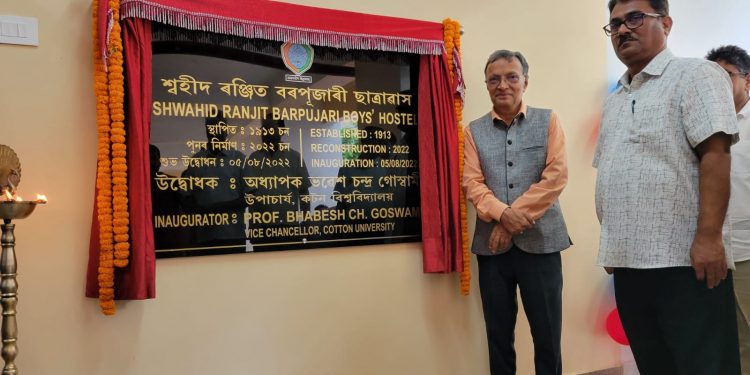 শ্বহীদ ৰঞ্জিত বৰপূজাৰী ছাত্ৰাৱাস
SHWAHID RANJIT BARPUJARI BOYS' HOSTEL
স্থাপিত : ১৯১৩ চন
ESTABLISHED : 1913
পুনৰ নিৰ্মাণ : ২০২২ চন
RECONSTRUCTION : 2022
শুভ উদ্বোধন : ০৫/০৮/২০২২
INAUGURATION : 05/08/2022
উদ্বোধক : অধ্যাপক ভবেশ চন্দ্ৰ গোস্বামী
উপাচাৰ্য, কটন বিশ্ববিদ্যালয়
INAUGURATOR : PROF. BHABESH CH. GOSWAMI
VICE CHANCELLOR, COTTON UNIVERSITY